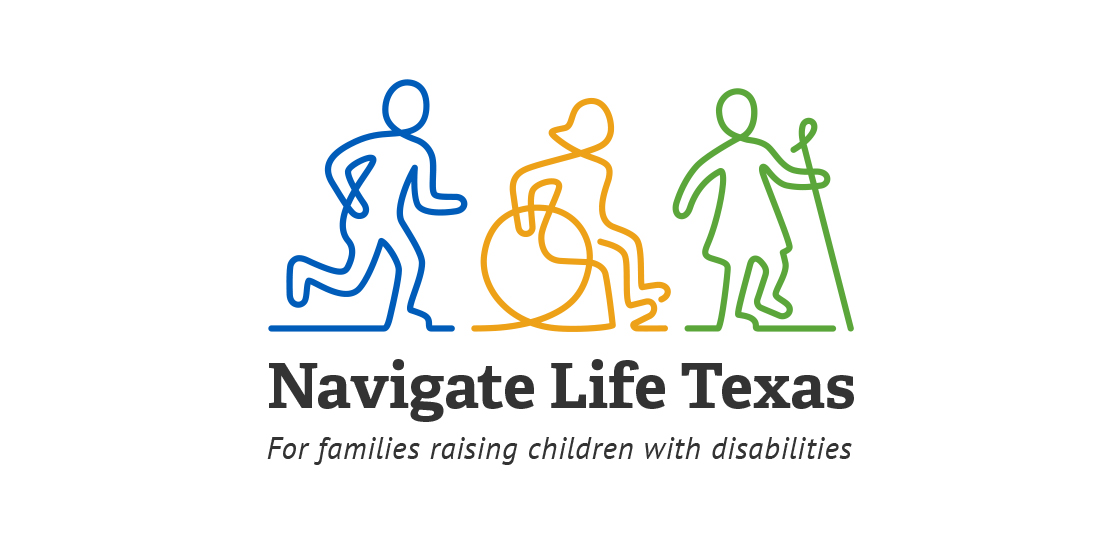 Navigate Life Texas
For families raising children with disabilities